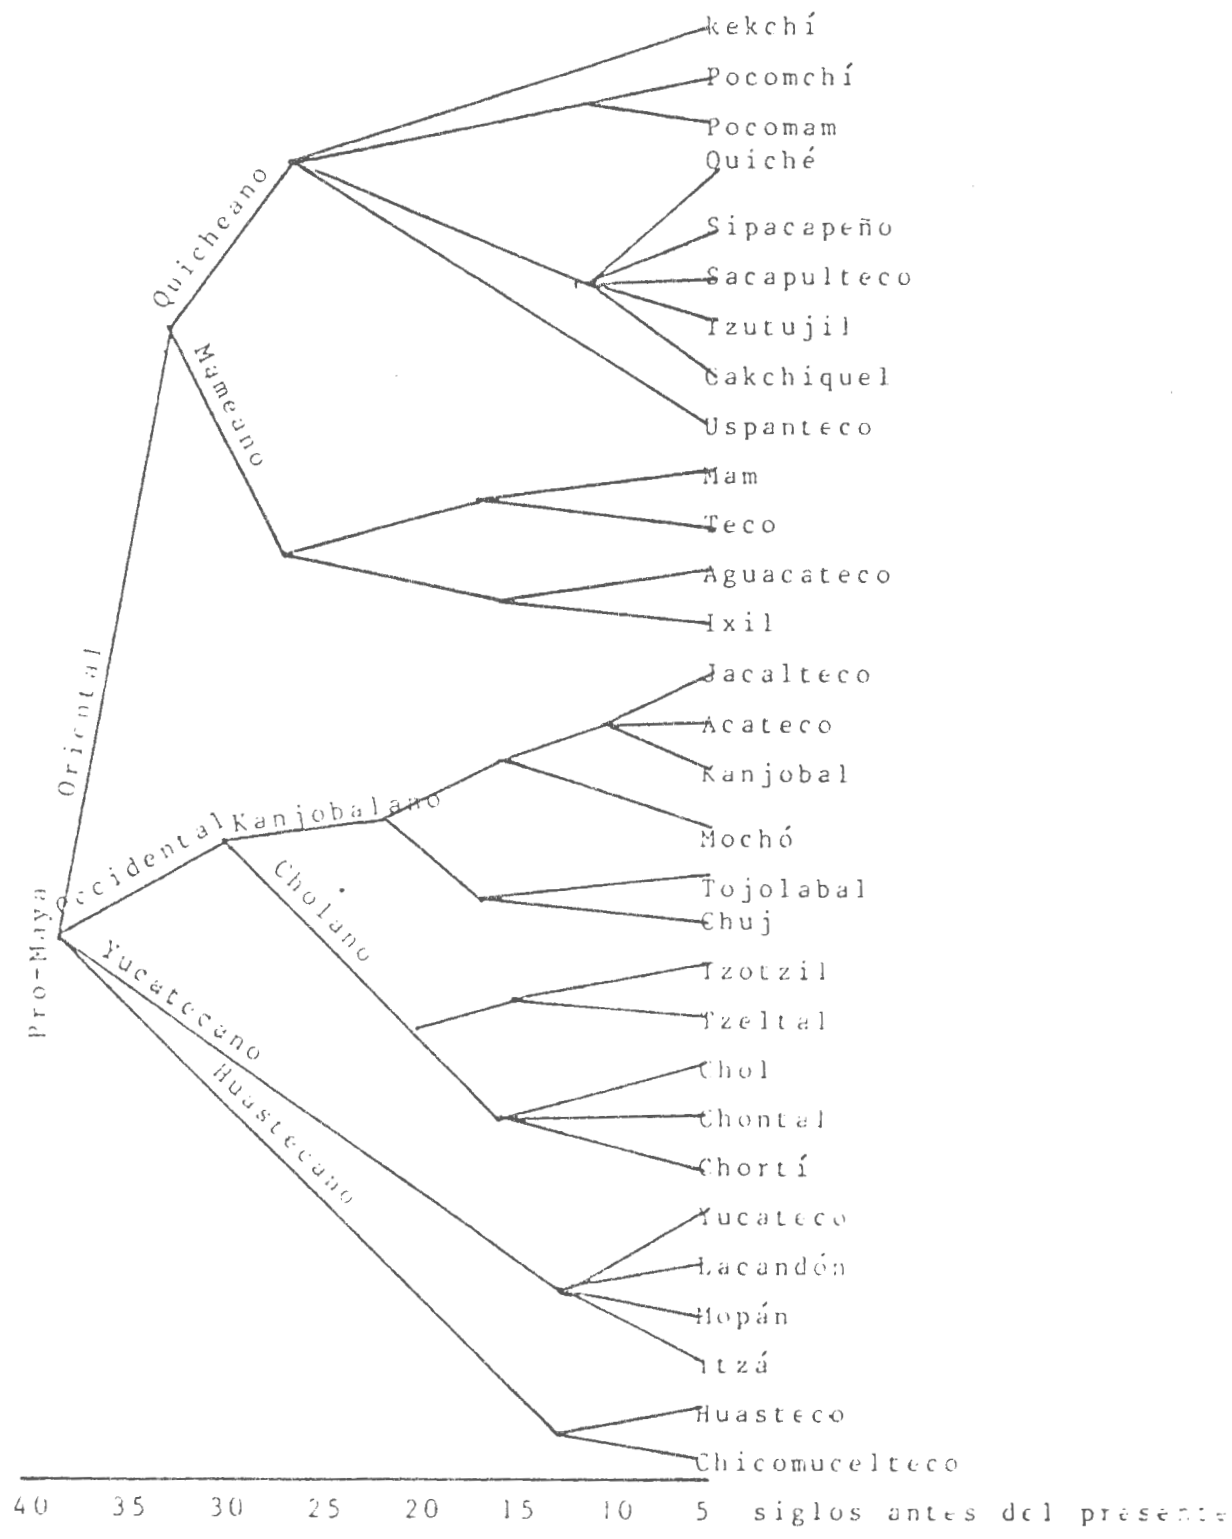 kekchí
Pocomchí
Pocomam
Quiché
Sipacapeño
Sacapulteco
Tzutujil
Cakchiquel
Uspanteco
Mam
Teco
Aguacateco
Ixil
Jacalteco
Acateco
Kanjobal
Mochó
Tojolabal
Chuj
Tzotzil
Tzeltal
Chol
Chontal
Chortí
Yucateco
Lacandón
Mopán
Itzá
Huasteco
Chicomucelteco
Quicheano
Mameano
Oriental
Occidental
Kanjobalano
Cholano
Pro-Maya
Yucatecano
Huastecano
40 35 30 25 20 15 10 5 siglos antes del presente